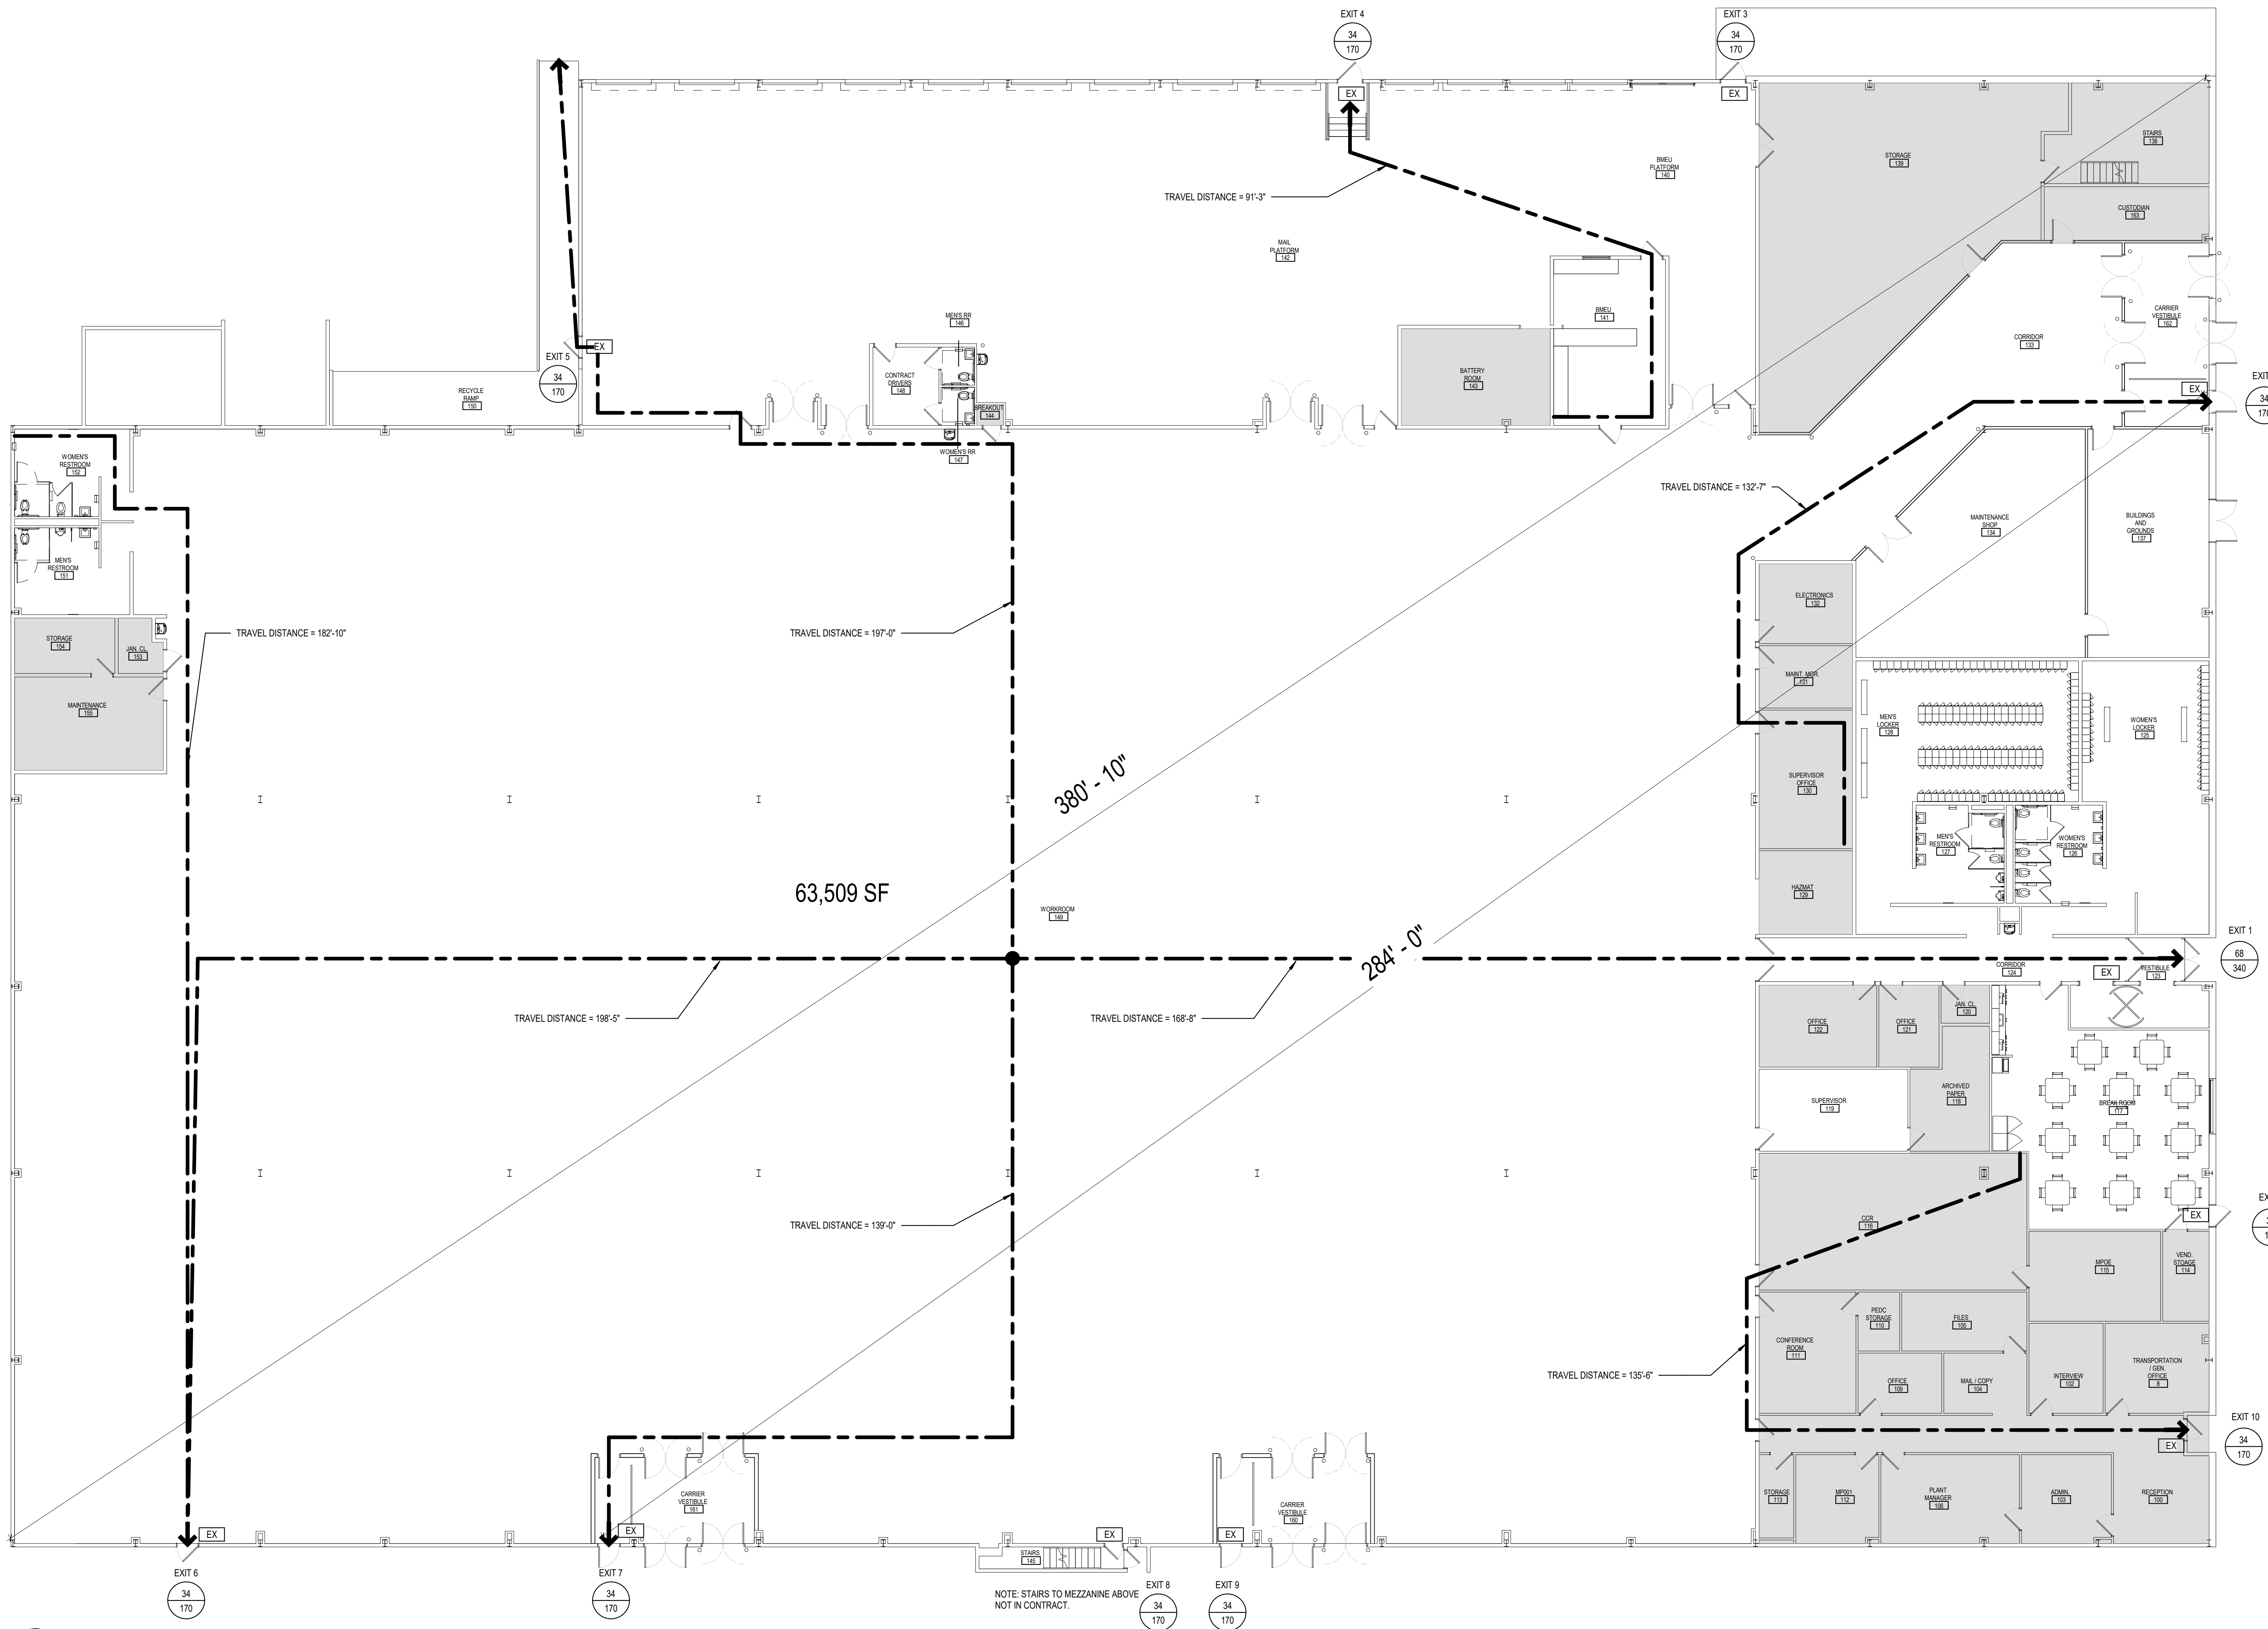 EXIT 4
34
170
EXIT 3
34
170
EX
EX
STAIRS
138
STORAGE
139
BMEU
PLATFORM
140
TRAVEL DISTANCE = 91'-3"
CUSTODIAN
163
MAIL
PLATFORM
142
CARRIER
VESTIBULE
162
CORRIDOR
133
MEN'S RR
146
BMEU
141
EX
EXIT 5
34
170
CONTRACT
DRIVERS
148
BATTERY
ROOM
143
RECYCLE
RAMP
150
BREAKOUT
144
EX
34
WOMEN'S RR
147
WOMEN'S
RESTROOM
152
TRAVEL DISTANCE = 132'-7"
MAINTENANCE
SHOP
134
BUILDINGS
AND
GROUNDS
137
MEN'S
RESTROOM
151
ELECTRONICS
132
TRAVEL DISTANCE = 182'-10"
TRAVEL DISTANCE = 197'-0"
STORAGE
154
JAN. CL.
153
MAINT. MGR.
131
MAINTENANCE
155
MEN'S
LOCKER
128
WOMEN'S
LOCKER
125
SUPERVISOR
OFFICE
130
380' - 10"
MEN'S
RESTROOM
127
WOMEN'S
RESTROOM
126
63,509 SF
HAZMAT
129
WORKROOM
149
284' - 0"
EXIT 1
68
340
CORRIDOR
124
EX
VESTIBULE
123
TRAVEL DISTANCE = 198'-5"
TRAVEL DISTANCE = 168'-8"
OFFICE
122
OFFICE
121
JAN. CL.
120
ARCHIVED
PAPER
118
SUPERVISOR
119
BREAK ROOM
117
TRAVEL DISTANCE = 139'-0"
CCR
116
EX
MPOE
115
VEND.
STOAGE
114
PEDC
STORAGE
110
FILES
105
CONFERENCE
ROOM
111
TRAVEL DISTANCE = 135'-6"
OFFICE
109
MAIL / COPY
104
INTERVIEW
102
TRANSPORTATION
/ GEN.
OFFICE
8
EXIT 10
34
170
EX
CARRIER
VESTIBULE
161
CARRIER
VESTIBULE
160
STORAGE
113
MP001
112
PLANT
MANAGER
106
ADMIN.
103
RECEPTION
100
EX
EX
EX
EX
STAIRS
145
EXIT 6
34
170
EXIT 7
34
170
NOTE: STAIRS TO MEZZANINE ABOVE
NOT IN CONTRACT.
EXIT 8
34
170
EXIT 9
34
170